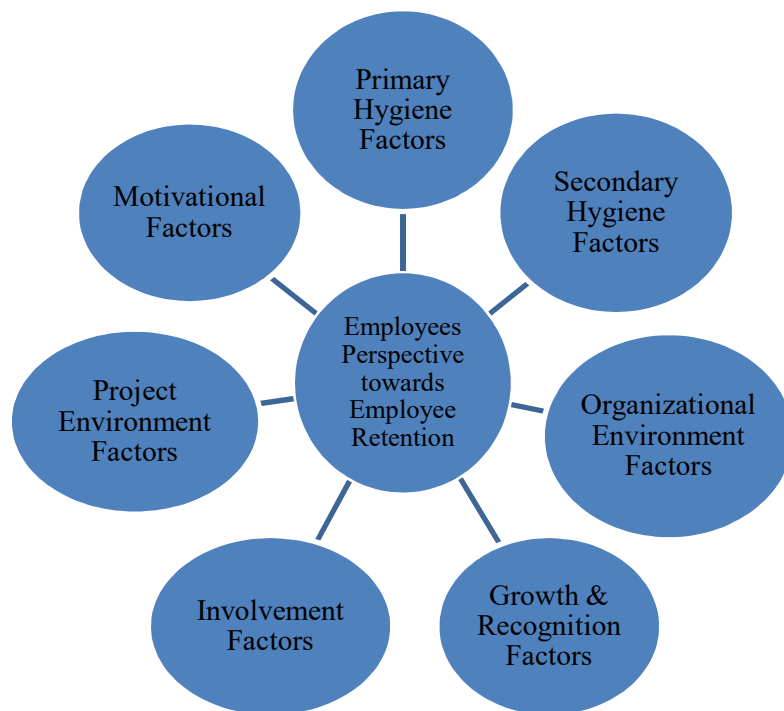 Primary
Hygiene
Factors
Secondary
Hygiene
Factors
Organizational
Environment
Factors
Growth &
Recognition
Factors
Involvement
Factors
Project
Environment
Factors
Motivational
Factors
Employees
Perspective
towards
Employee
Retention